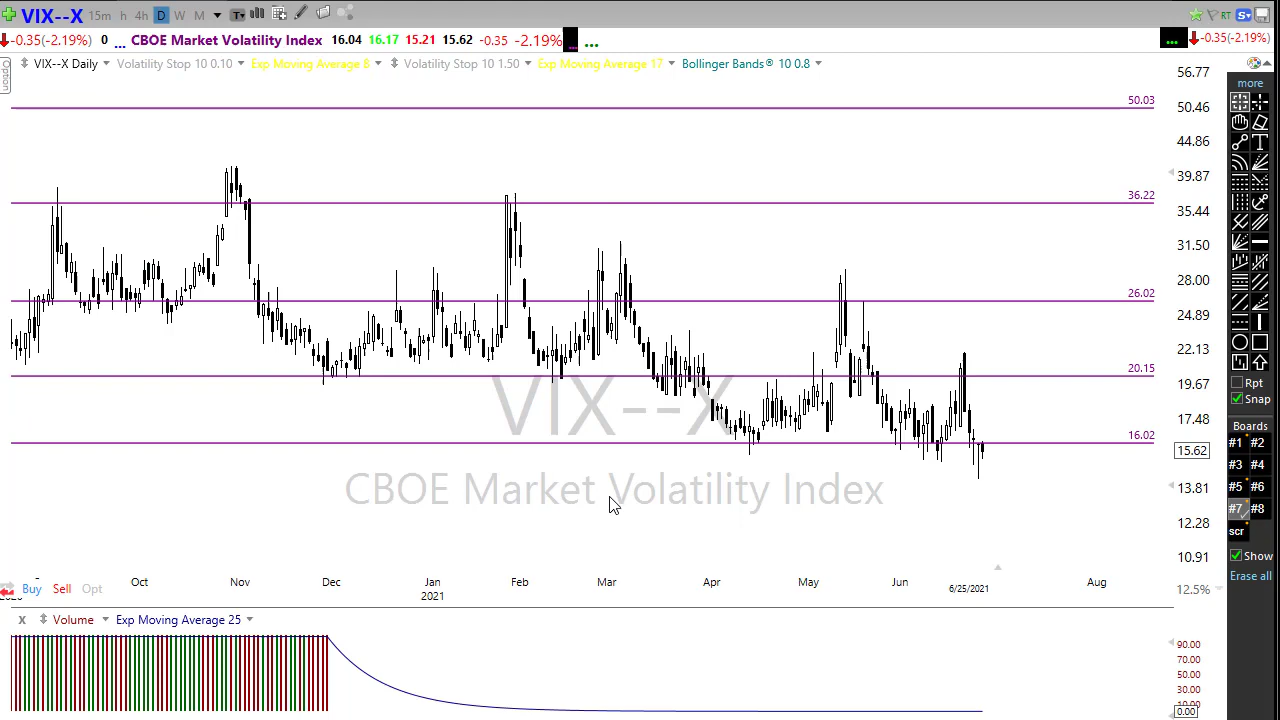 VIX--X 15m h 4h D W M T
RT S
-0.35(-2.19%) 0 ... CBOE Market Volatility Index 16.04 16.17 15.21 15.62 -0.35 -2.19% ... ... ... -0.35(-2.19%)
Option
VIX--X Daily Volatility Stop 10 0.10 Exp Moving Average 8 Volatility Stop 10 1.50 Exp Moving Average 17 Bollinger Bands® 10 0.8
56.77
50.46
44.86
39.87
35.44
31.50
28.00
24.89
22.13
19.67
17.48
15.62
13.81
12.28
10.91
50.03
36.22
26.02
20.15
16.02
VIX--X
CBOE Market Volatility Index
Oct Nov Dec Jan Feb Mar Apr May Jun Aug
2021
6/25/2021
Buy Sell Opt
12.5%
X Volume Exp Moving Average 25
90.00
70.00
50.00
30.00
0.00
more
T
Rpt
Snap
Boards
#1 #2
#3 #4
#5 #6
#7 #8
scr
Show
Erase all